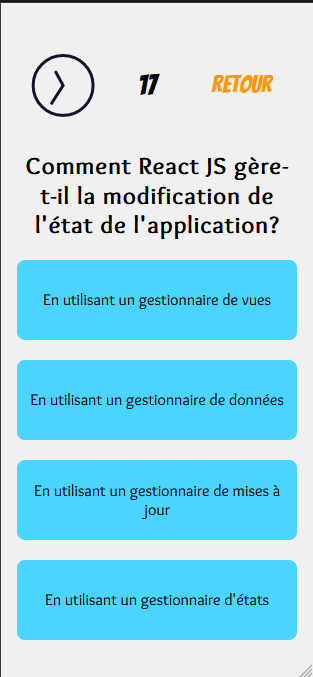 17
RETOUR
Comment React JS gère-
t-il la modification de
l'état de l'application?
En utilisant un gestionnaire de vues
En utilisant un gestionnaire de données
En utilisant un gestionnaire de mises à
jour
En utilisant un gestionnaire d'états